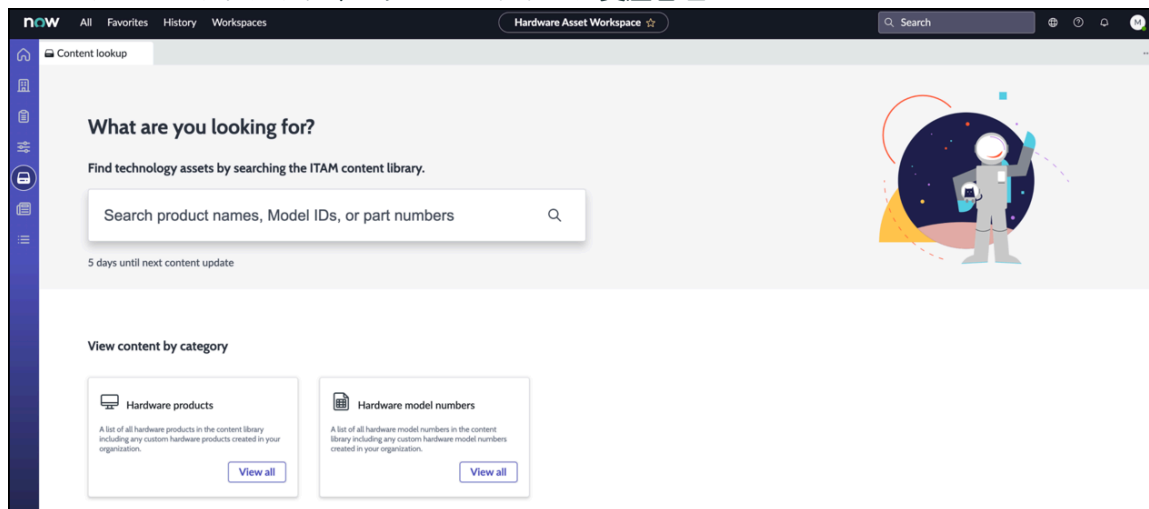 now All Favorites History Workspaces Hardware Asset Workspace ☆ Search M
Content lookup
What are you looking for?
Find technology assets by searching the ITAM content library.
Search product names, Model IDs, or part numbers
5 days until next content update
View content by category
Hardware products
A list of all hardware products in the content library
including any custom hardware products created in your
organization.
View all
Hardware model numbers
A list of all hardware model numbers in the content
library including any custom hardware model numbers
created in your organization.
View all